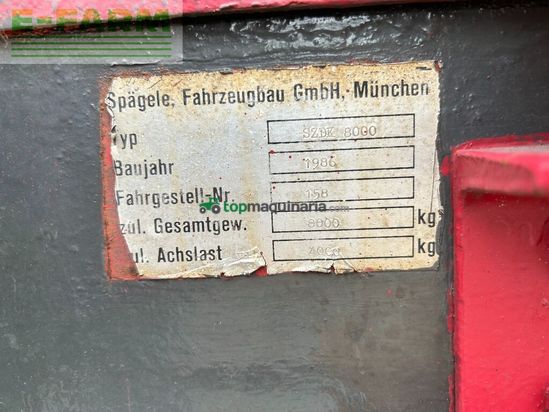 E-FARM
Spägele, Fahrzeugbau GmbH, München
Typ SZDK 8000
Baujahr 1986
Fahrgestell-Nr. 158
topmaquinaria.com
zul. Gesamtgew. 8000 kg
zul. Achslast kg